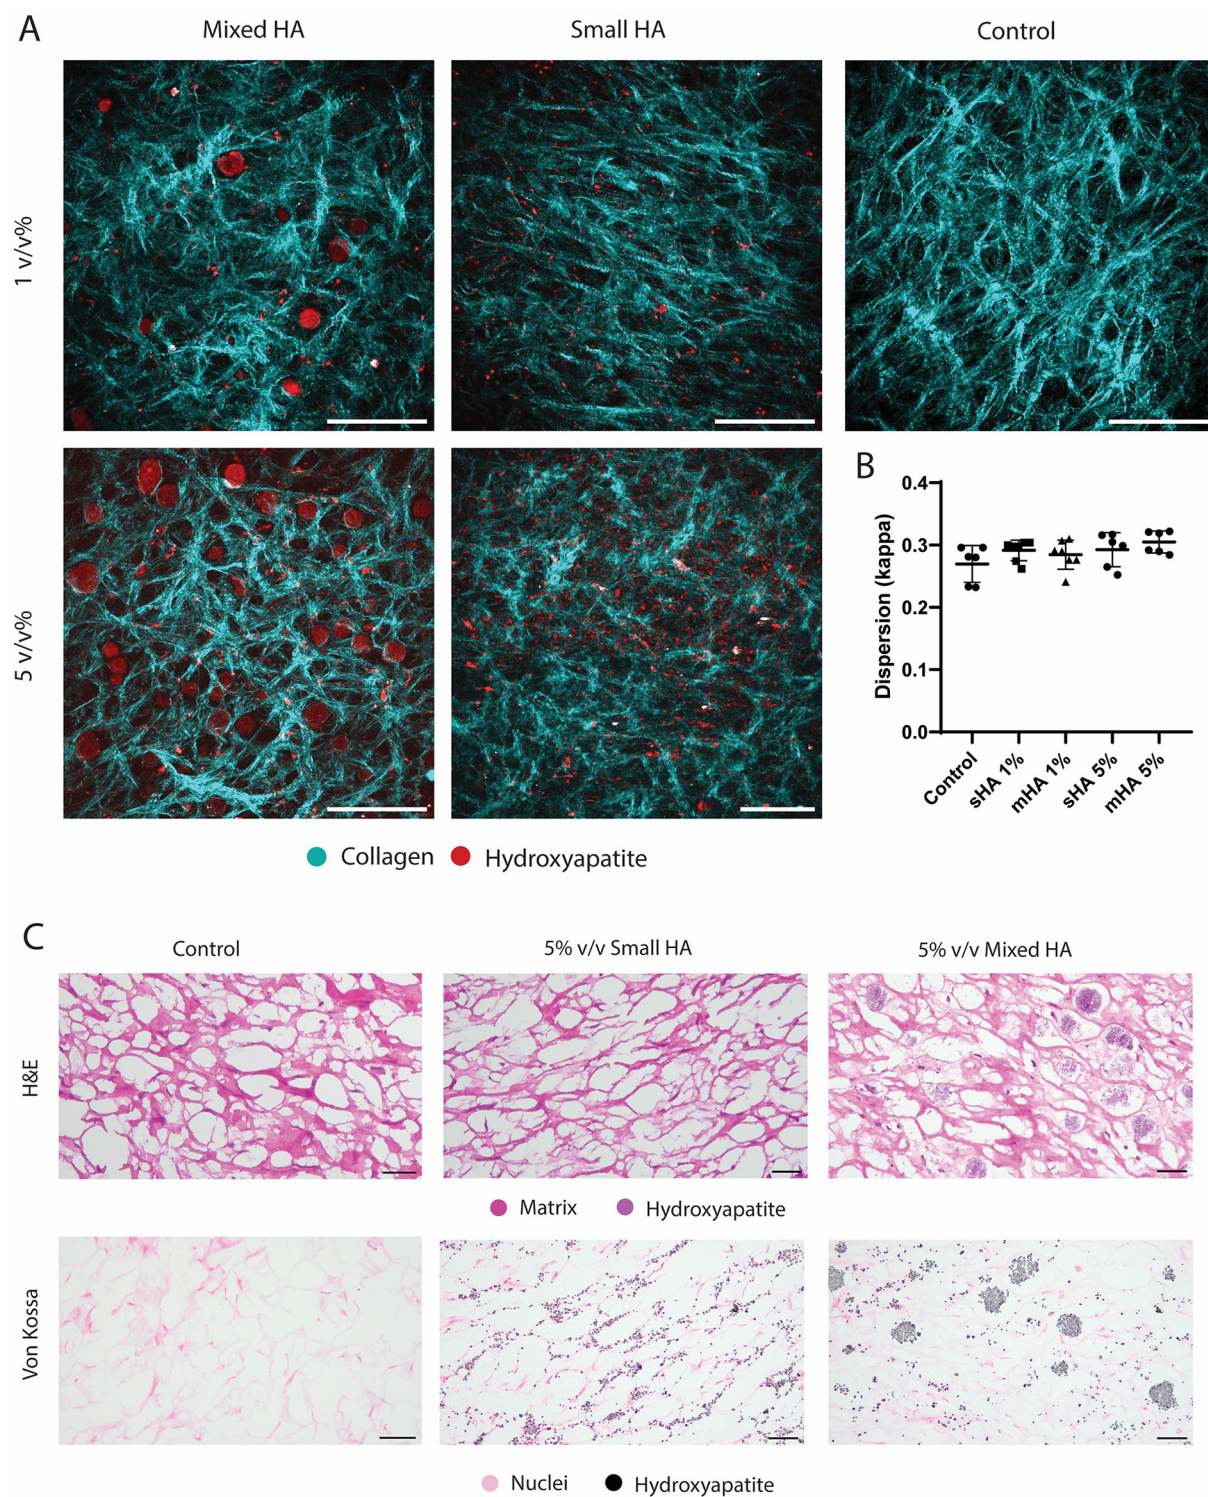 A
Mixed HA
Small HA
Control
1 v/v%
5 v/v%
B
Dispersion (kappa)
0.4
0.3
0.2
0.1
0.0
Control
sHA 1%
mHA 1%
sHA 5%
mHA 5%
Collagen
Hydroxyapatite
C
Control
5% v/v Small HA
5% v/v Mixed HA
H&E
Matrix
Hydroxyapatite
Von Kossa
Nuclei
Hydroxyapatite